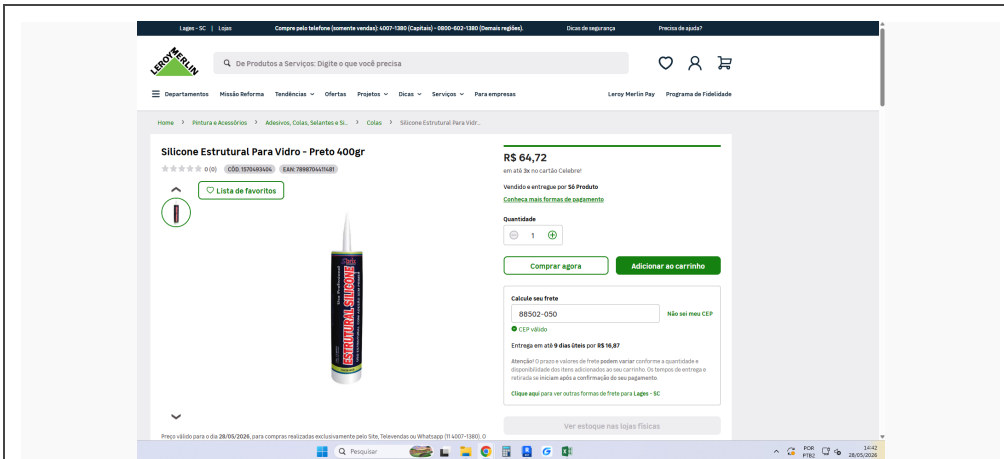 Lages - SC | Lojas Compre pelo telefone (somente vendas): 4007-1380 (Capitais) - 0800-602-1380 (Demais regiões). Dicas de segurança Precisa de ajuda?
LEROY MERLIN
De Produtos a Serviços: Digite o que você precisa
Departamentos Missão Reforma Tendências Ofertas Projetos Dicas Serviços Para empresas Leroy Merlin Pay Programa de Fidelidade
Home > Pintura e Acessórios > Adesivos, Colas, Selantes e Si... > Colas > Silicone Estrutural Para Vidr...
Silicone Estrutural Para Vidro - Preto 400gr
0 (0) CÓD. 1570493404 EAN: 7898704411481
Lista de favoritos
ESTRUTURAL SILICONE
R$ 64,72
em até 3x no cartão Celebre!
Vendido e entregue por Só Produto
Conheça mais formas de pagamento
Quantidade
1
Comprar agora Adicionar ao carrinho
Calcule seu frete
88502-050 Não sei meu CEP
CEP válido
Entrega em até 9 dias úteis por R$ 16,87
Atenção! O prazo e valores de frete podem variar conforme a quantidade e
disponibilidade dos itens adicionados ao seu carrinho. Os tempos de entrega e
retirada se iniciam após a confirmação do seu pagamento.
Clique aqui para ver outras formas de frete para Lages - SC
Ver estoque nas lojas físicas
Preço válido para o dia 28/05/2026, para compras realizadas exclusivamente pelo Site, Televendas ou Whatsapp (11 4007-1380). O
Pesquisar
POR
PTB2
14:42
28/05/2026